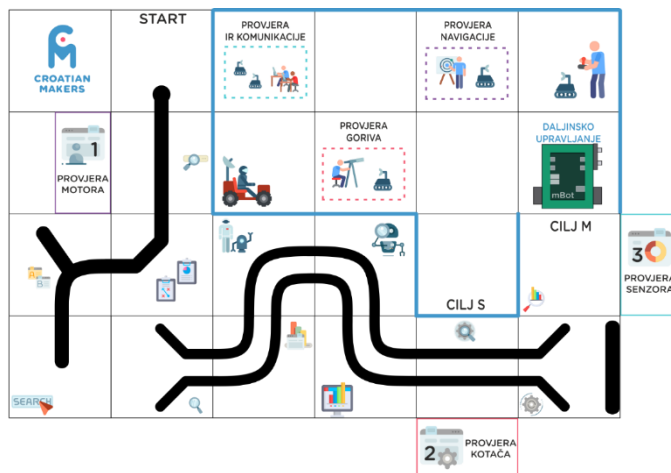 START
PROVJERA
IR KOMUNIKACIJE
PROVJERA
NAVIGACIJE
CROATIAN
MAKERS
1
PROVJERA
MOTORA
PROVJERA
GORIVA
DALJINSKO
UPRAVLJANJE
mBot
CILJ M
3
PROVJERA
SENZORA
A
B
CILJ S
SEARCH
2
PROVJERA
KOTAČA